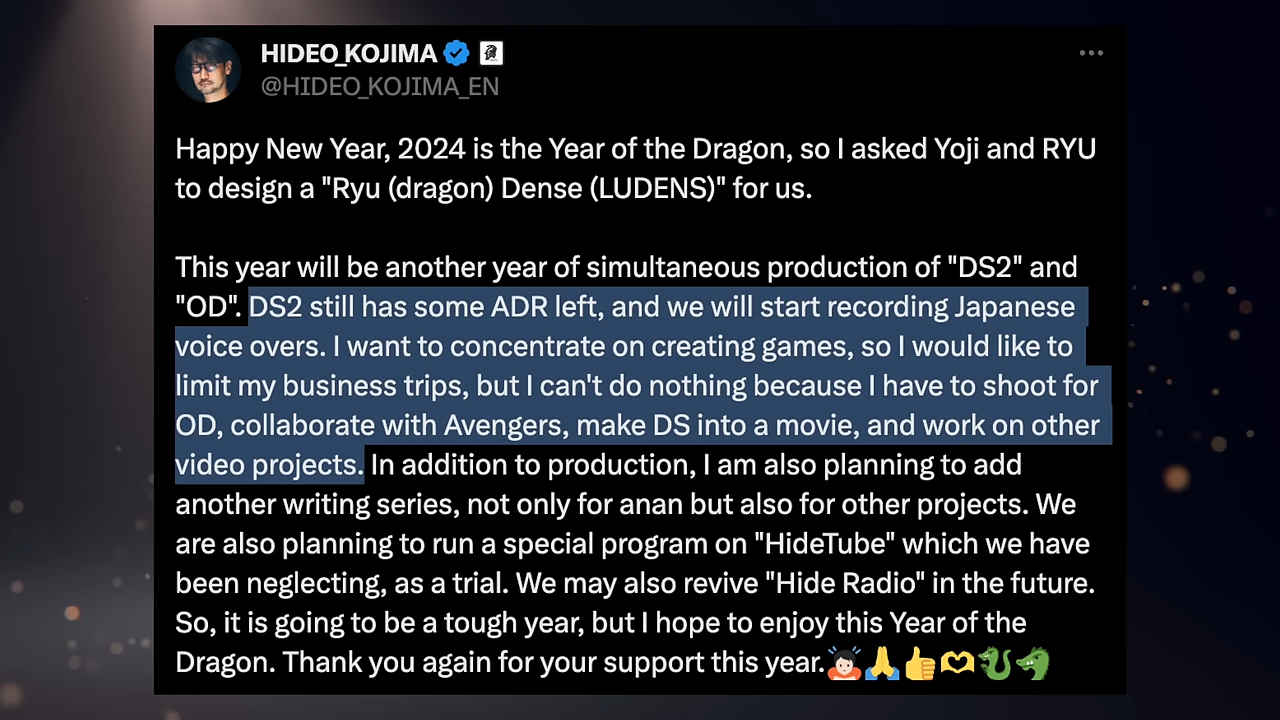 HIDEO_KOJIMA
@HIDEO_KOJIMA_EN
Happy New Year, 2024 is the Year of the Dragon, so I asked Yoji and RYU
to design a "Ryu (dragon) Dense (LUDENS)" for us.
This year will be another year of simultaneous production of "DS2" and
"OD". DS2 still has some ADR left, and we will start recording Japanese
voice overs. I want to concentrate on creating games, so I would like to
limit my business trips, but I can't do nothing because I have to shoot for
OD, collaborate with Avengers, make DS into a movie, and work on other
video projects. In addition to production, I am also planning to add
another writing series, not only for anan but also for other projects. We
are also planning to run a special program on "HideTube" which we have
been neglecting, as a trial. We may also revive "Hide Radio" in the future.
So, it is going to be a tough year, but I hope to enjoy this Year of the
Dragon. Thank you again for your support this year.🙇🏻🙏👍🫶🐉🐲